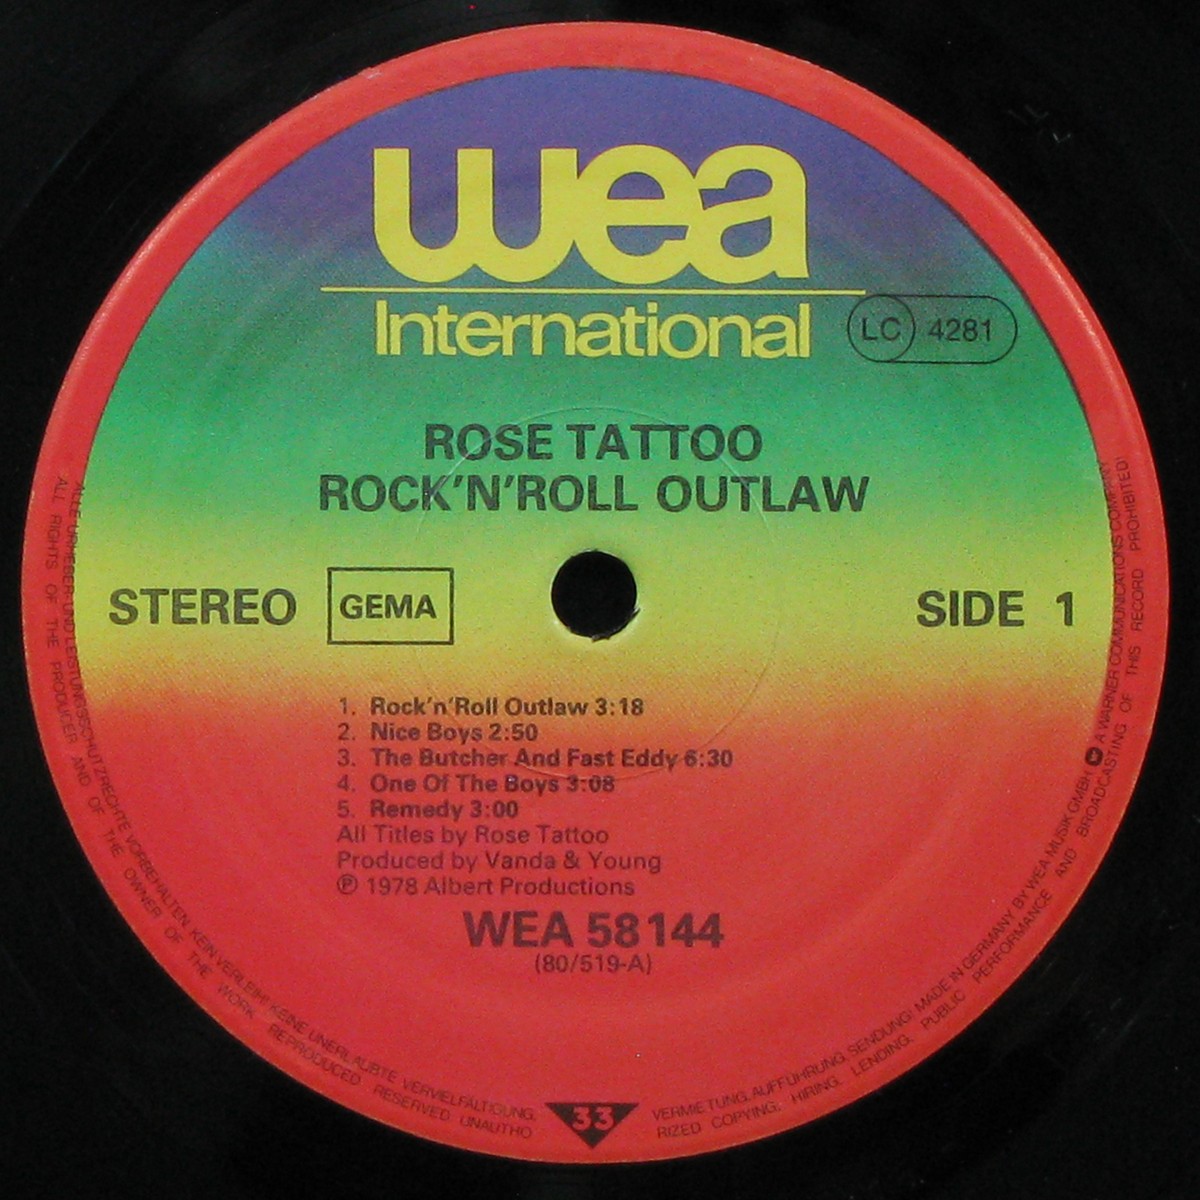 wea
International
LC 4281
ROSE TATTOO
ROCK'N'ROLL OUTLAW
STEREO GEMA SIDE 1
1. Rock'n'Roll Outlaw 3:18
2. Nice Boys 2:50
3. The Butcher And Fast Eddy 6:30
4. One Of The Boys 3:08
5. Remedy 3:00
All Titles by Rose Tattoo
Produced by Vanda & Young
℗ 1978 Albert Productions
WEA 58 144
(80/519-A)
33
ALLE URHEBER- UND LEISTUNGSSCHUTZRECHTE VORBEHALTEN. KEIN VERLEIH! KEINE UNERLAUBTE VERVIELFÄLTIGUNG, VERMIETUNG, AUFFÜHRUNG, SENDUNG! MADE IN GERMANY BY WEA MUSIK GMBH A WARNER COMMUNICATIONS COMPANY
ALL RIGHTS OF THE PRODUCER AND OF THE OWNER OF THE WORK REPRODUCED RESERVED UNAUTHORIZED COPYING, HIRING, LENDING, PUBLIC PERFORMANCE AND BROADCASTING OF THIS RECORD PROHIBITED!